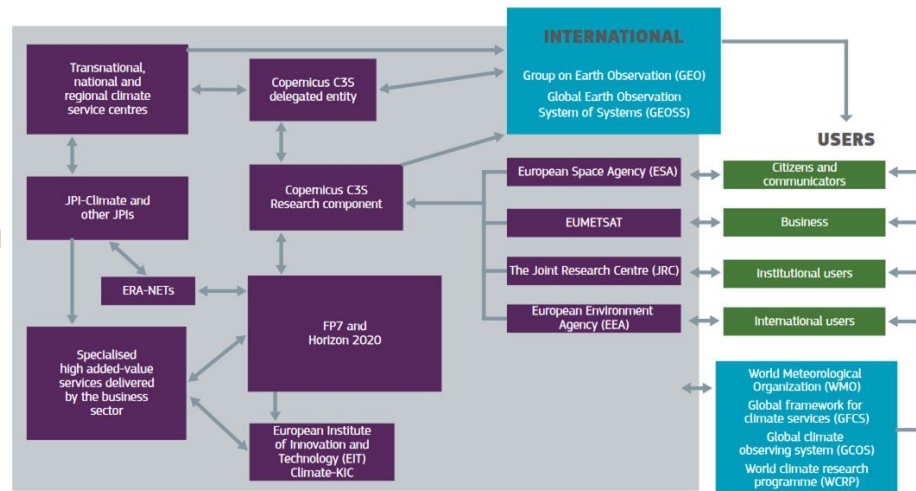 Transnational,
national and
regional climate
service centres
Copernicus C3S
delegated entity
INTERNATIONAL
Group on Earth Observation (GEO)
Global Earth Observation
System of Systems (GEOSS)
USERS
JPI-Climate and
other JPIs
Copernicus C3S
Research component
European Space Agency (ESA)
Citizens and
communicators
EUMETSAT
Business
The Joint Research Centre (JRC)
Institutional users
European Environment
Agency (EEA)
International users
ERA-NETs
FP7 and
Horizon 2020
Specialised
high added-value
services delivered
by the business
sector
European Institute
of Innovation and
Technology (EIT)
Climate-KIC
World Meteorological
Organization (WMO)
Global framework for
climate services (GFCS)
Global climate
observing system (GCOS)
World climate research
programme (WCRP)